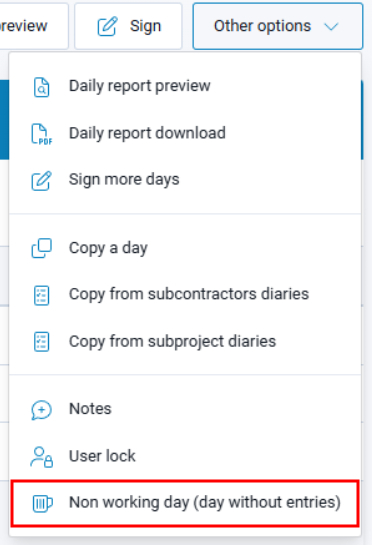 review
Sign
Other options
Daily report preview
PDF
Daily report download
Sign more days
Copy a day
Copy from subcontractors diaries
Copy from subproject diaries
Notes
User lock
Non working day (day without entries)